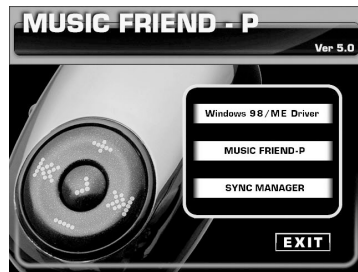 MUSIC FRIEND - P
Ver 5.0
Windows 98/ME Driver
MUSIC FRIEND-P
SYNC MANAGER
EXIT